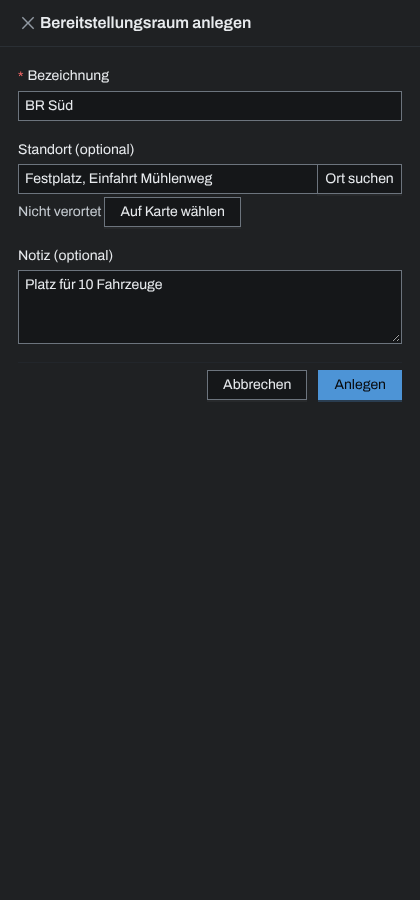 Bereitstellungsraum anlegen
* Bezeichnung
BR Süd
Standort (optional)
Festplatz, Einfahrt Mühlenweg
Ort suchen
Nicht verortet
Auf Karte wählen
Notiz (optional)
Platz für 10 Fahrzeuge
Abbrechen
Anlegen